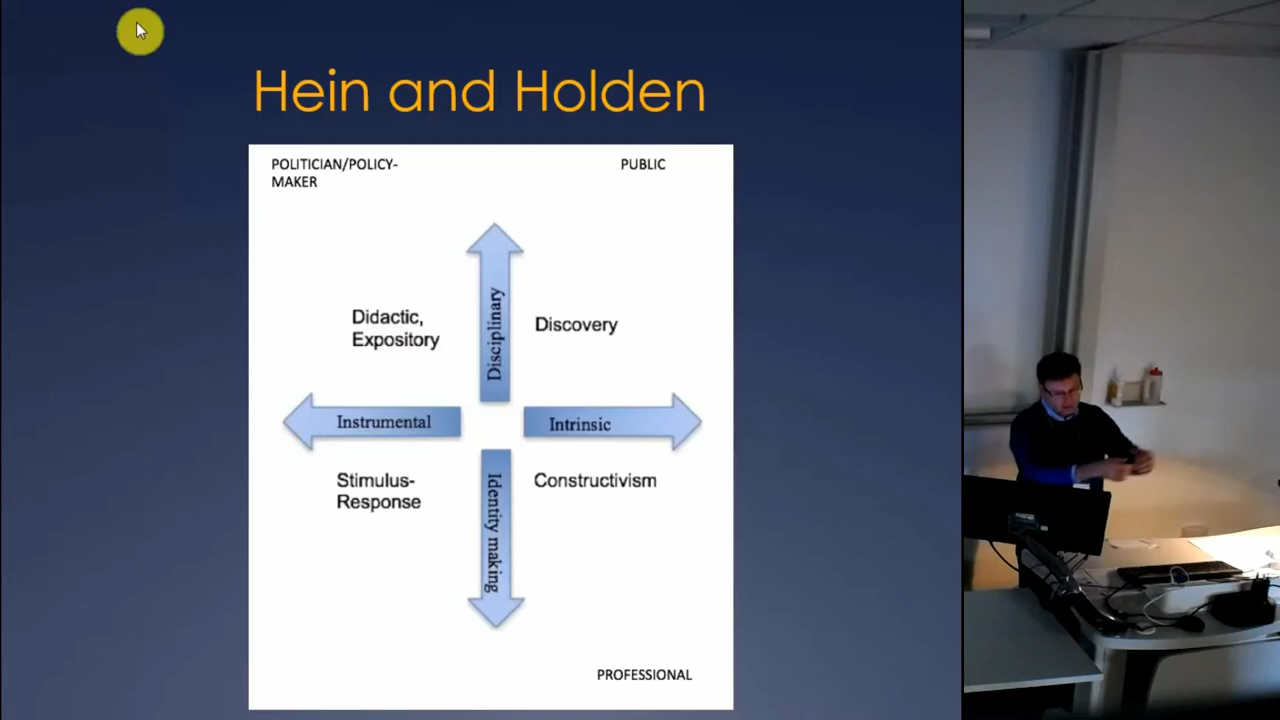 Hein and Holden
POLITICIAN/POLICY-
MAKER
PUBLIC
Disciplinary
Didactic,
Expository
Discovery
Instrumental
Intrinsic
Stimulus-
Response
Constructivism
Identity making
PROFESSIONAL